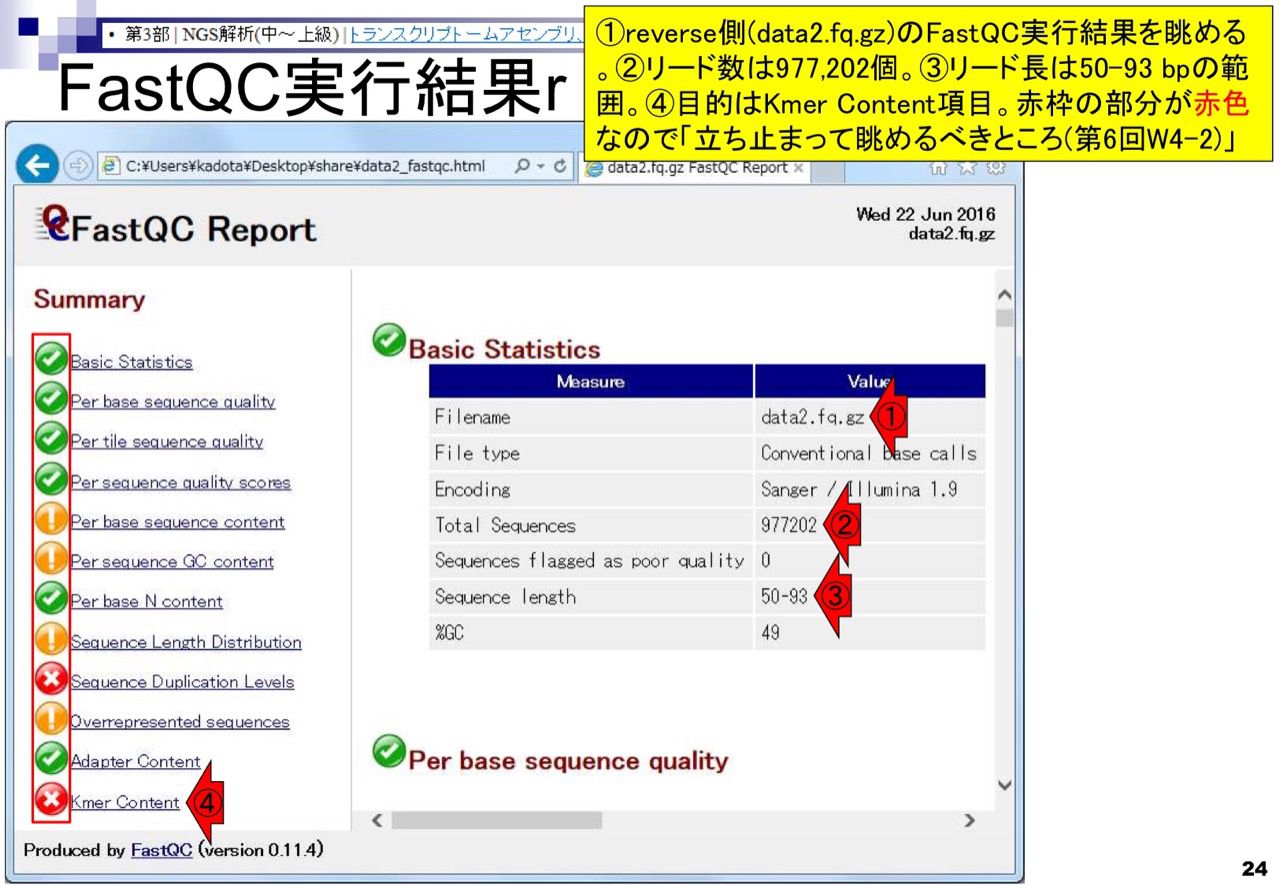 • 第3部 | NGS解析(中～上級) | トランスクリプトームアセンブリ、
FastQC実行結果r
①reverse側(data2.fq.gz)のFastQC実行結果を眺める
。②リード数は977,202個。③リード長は50-93 bpの範
囲。④目的はKmer Content項目。赤枠の部分が赤色
なので「立ち止まって眺めるべきところ(第6回W4-2)」
C:¥Users¥kadota¥Desktop¥share¥data2_fastqc.html
data2.fq.gz FastQC Report ×
FastQC Report
Wed 22 Jun 2016
data2.fq.gz
Summary
Basic Statistics
Per base sequence quality
Per tile sequence quality
Per sequence quality scores
Per base sequence content
Per sequence GC content
Per base N content
Sequence Length Distribution
Sequence Duplication Levels
Overrepresented sequences
Adapter Content
Kmer Content ④
Basic Statistics
Measure Value
Filename data2.fq.gz ①
File type Conventional base calls
Encoding Sanger / Illumina 1.9
Total Sequences 977202 ②
Sequences flagged as poor quality 0
Sequence length 50-93 ③
%GC 49
Per base sequence quality
Produced by FastQC (version 0.11.4)
24